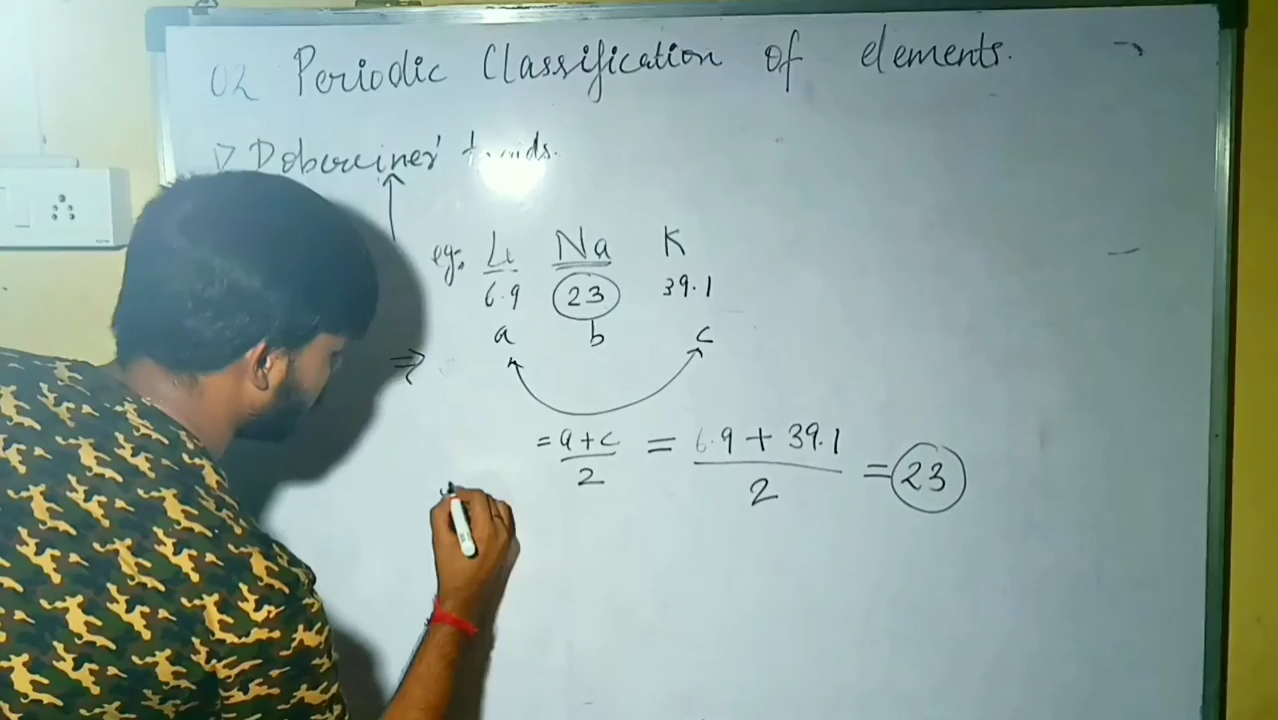 02 Periodic Classification of elements.
Dobereiner'
eg; Li Na K
6.9 23 39.1
a b c
⇒
= a+c/2 = 6.9 + 39.1/2 = 23